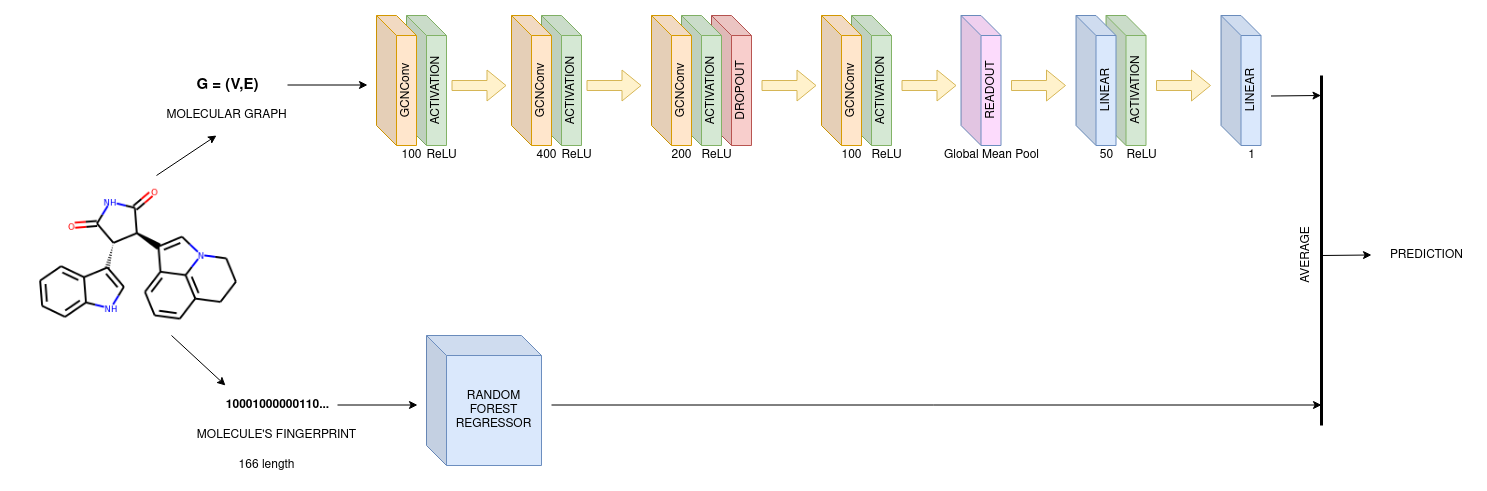 G = (V,E)
MOLECULAR GRAPH
GCNConv
ACTIVATION
100 ReLU
GCNConv
ACTIVATION
400 ReLU
GCNConv
ACTIVATION
DROPOUT
200 ReLU
GCNConv
ACTIVATION
100 ReLU
READOUT
Global Mean Pool
LINEAR
ACTIVATION
50 ReLU
LINEAR
1
O
NH
O
N
NH
AVERAGE
PREDICTION
10001000000110...
MOLECULE'S FINGERPRINT
166 length
RANDOM
FOREST
REGRESSOR